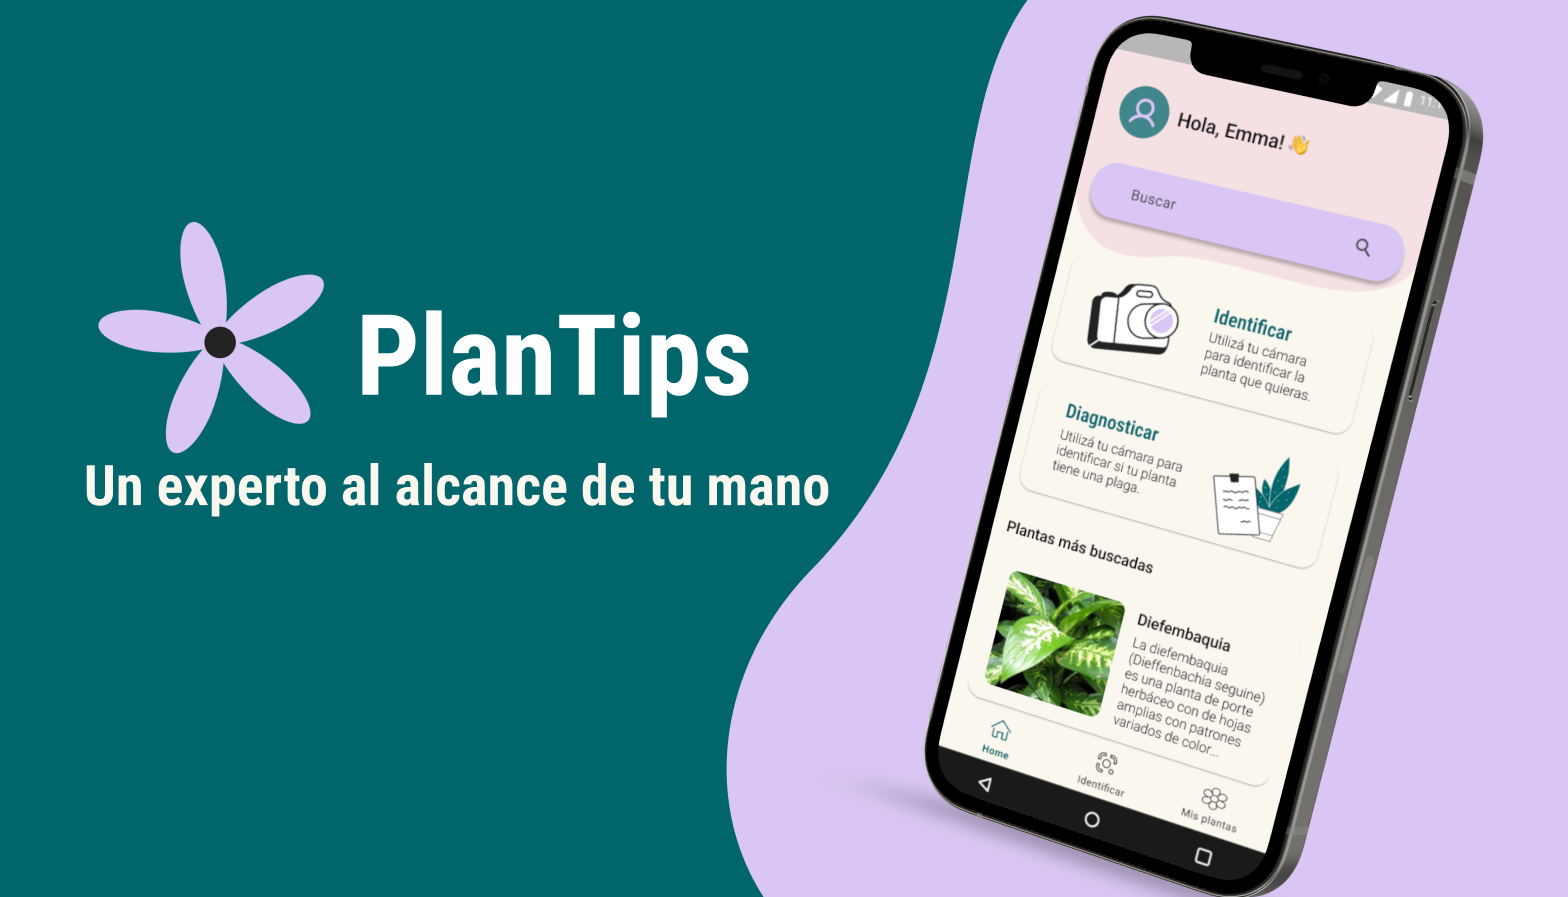 PlanTips
Un experto al alcance de tu mano
Hola, Emma! 👋
Buscar
Identificar
Utilizá tu cámara
para identificar la
planta que quieras.
Diagnosticar
Utilizá tu cámara para
identificar si tu planta
tiene una plaga.
Plantas más buscadas
Diefembaquia
La diefembaquia
(Dieffenbachia seguine)
es una planta de porte
herbáceo con de hojas
amplias con patrones
variados de color...
Home
Identificar
Mis plantas